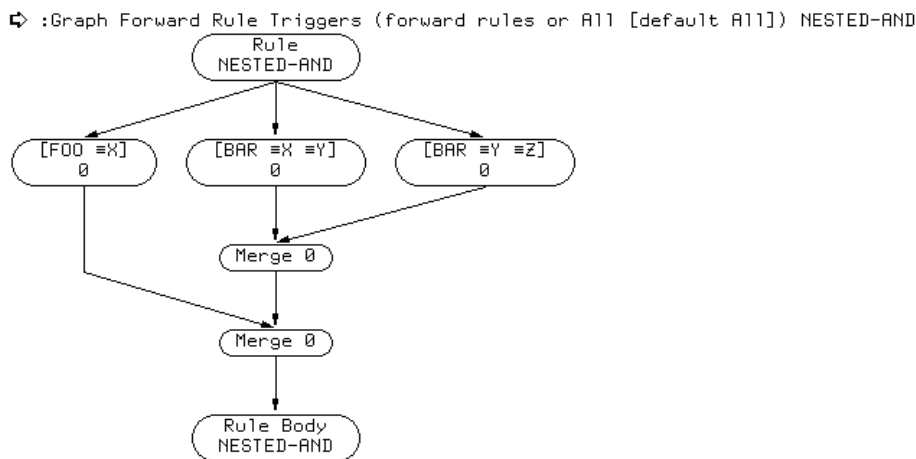 ➪ :Graph Forward Rule Triggers (forward rules or All [default All]) NESTED-AND
Rule
NESTED-AND
[FOO ≡X]
0
[BAR ≡X ≡Y]
0
[BAR ≡Y ≡Z]
0
Merge 0
Merge 0
Rule Body
NESTED-AND